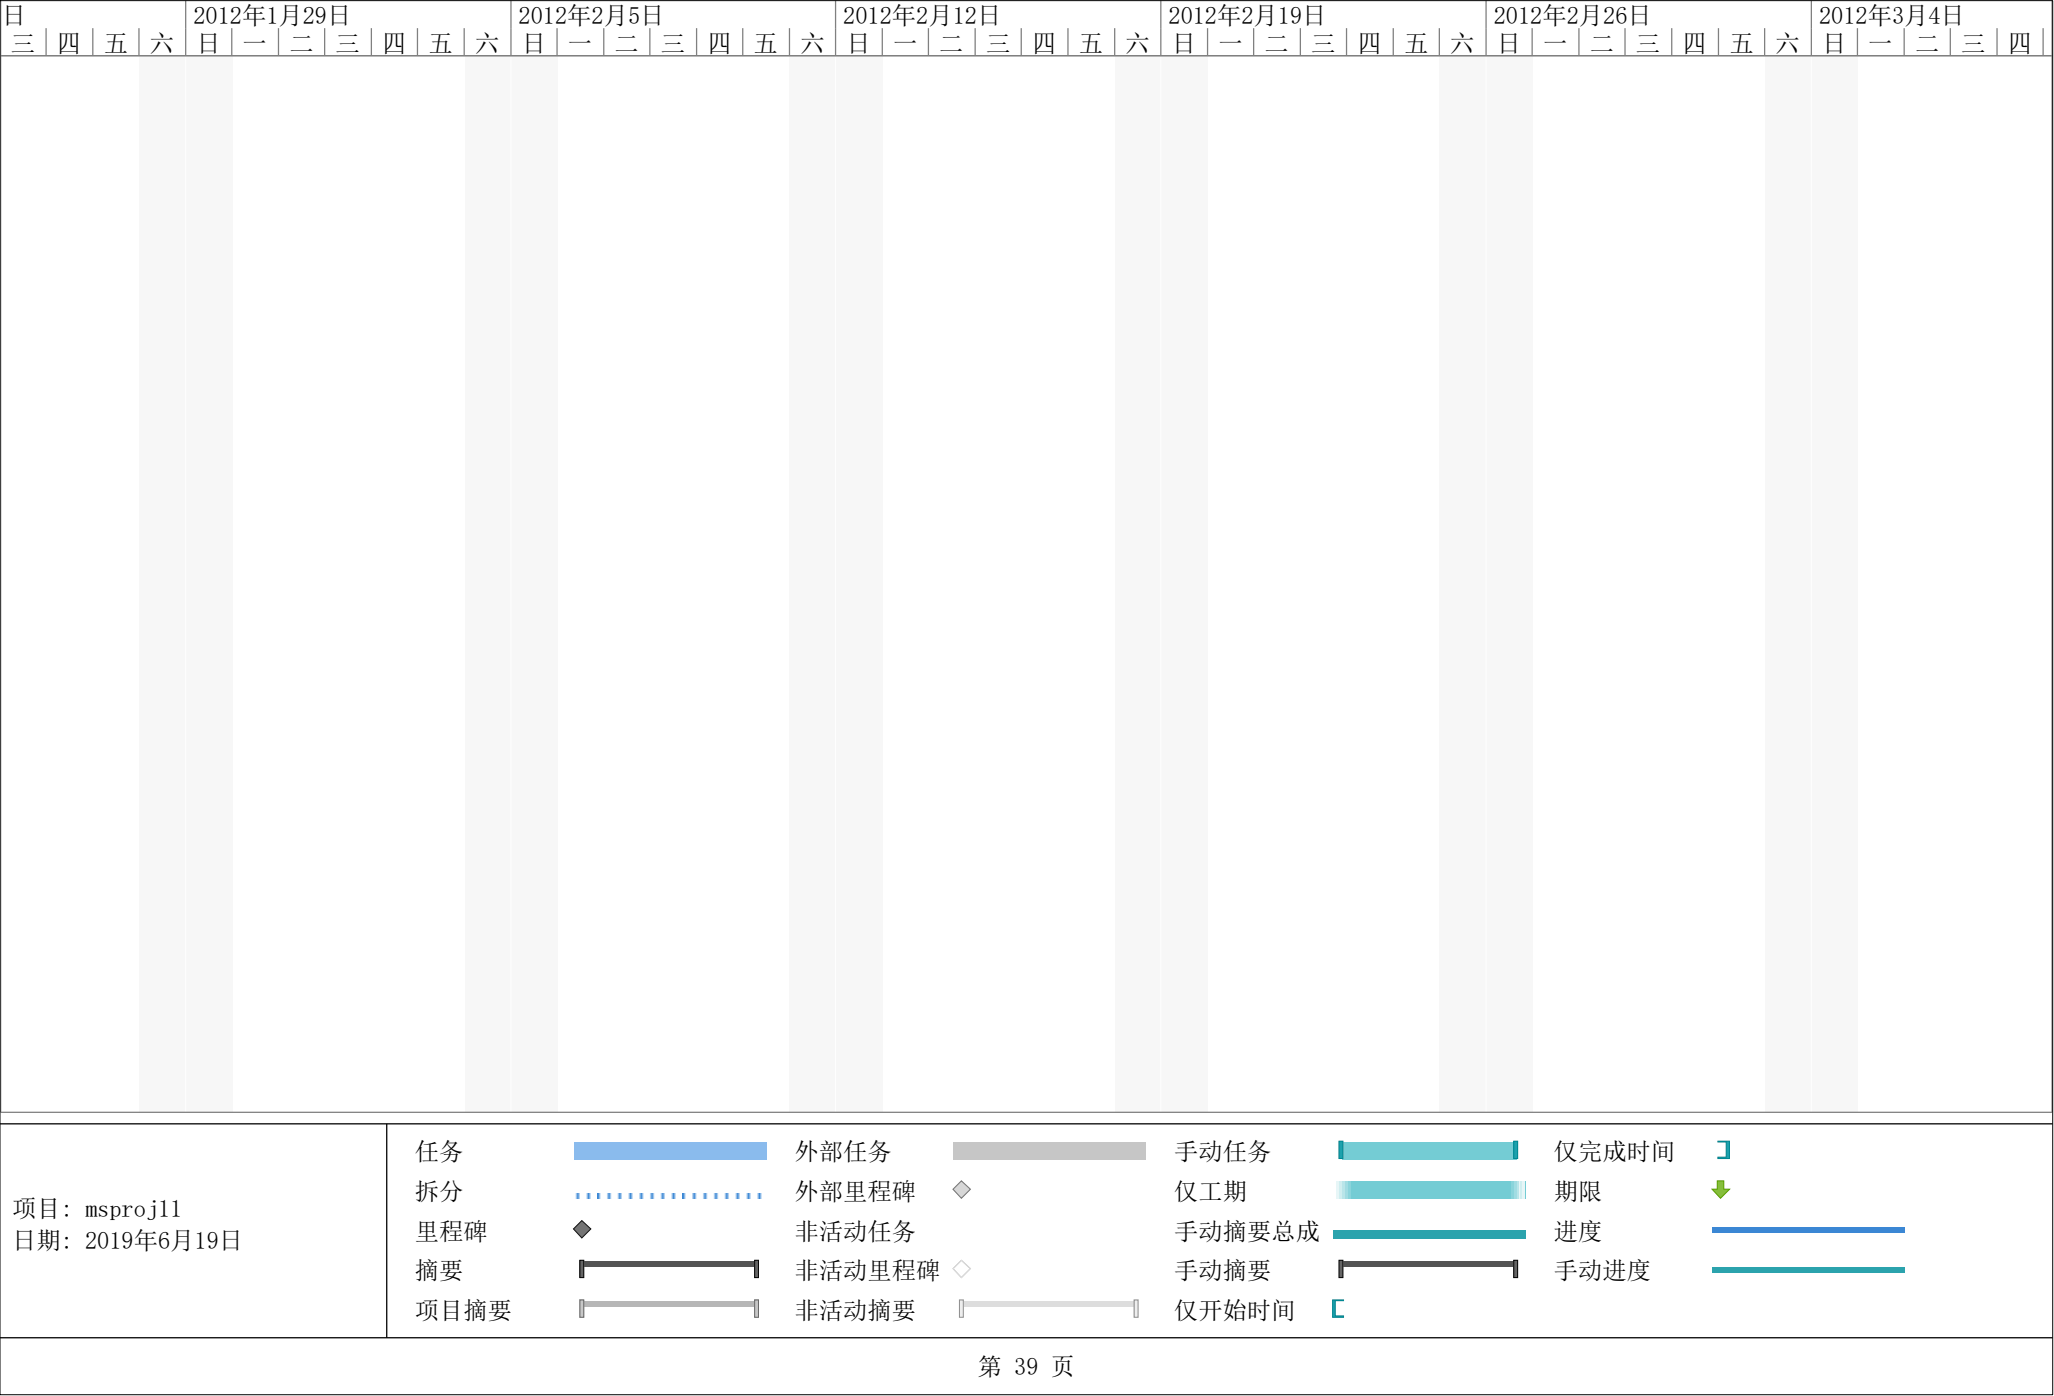 日 2012年1月29日 2012年2月5日 2012年2月12日 2012年2月19日 2012年2月26日 2012年3月4日
三 四 五 六 日 一 二 三 四 五 六 日 一 二 三 四 五 六 日 一 二 三 四 五 六 日 一 二 三 四 五 六 日 一 二 三 四 五 六 日 一 二 三 四
项目: msproj11
日期: 2019年6月19日
任务 外部任务 手动任务 仅完成时间
拆分 外部里程碑 仅工期 期限
里程碑 非活动任务 手动摘要总成 进度
摘要 非活动里程碑 手动摘要 手动进度
项目摘要 非活动摘要 仅开始时间
第 39 页